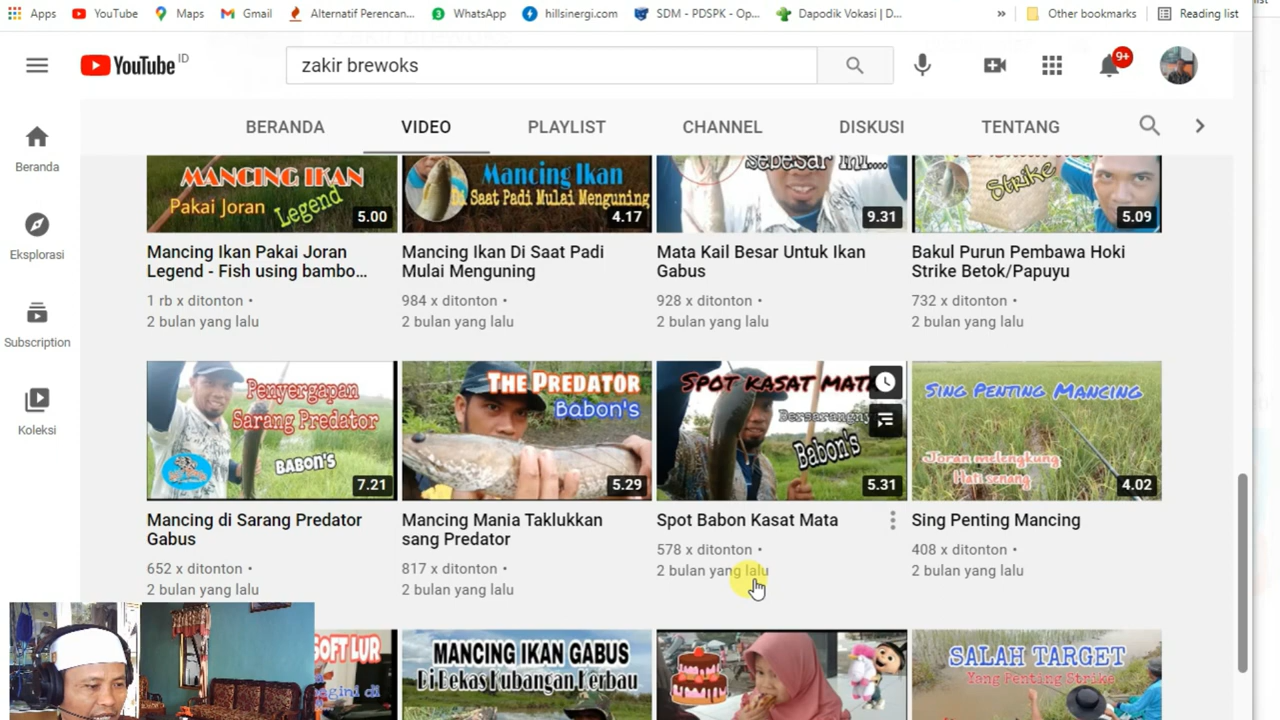 Apps YouTube Maps Gmail Alternatif Perencan... WhatsApp hillsinergi.com SDM - PDSPK - Op... Dapodik Vokasi | D... » Other bookmarks Reading list
YouTube ID zakir brewoks 9+
BERANDA VIDEO PLAYLIST CHANNEL DISKUSI TENTANG
Beranda
Eksplorasi
Subscription
Koleksi
MANCING IKAN
Pakai Joran Legend
5.00
Mancing Ikan
Di Saat Padi Mulai Menguning
4.17
Sebesar Ini....
9.31
Strike
5.09
Mancing Ikan Pakai Joran
Legend - Fish using bambo...
1 rb x ditonton •
2 bulan yang lalu
Mancing Ikan Di Saat Padi
Mulai Menguning
984 x ditonton •
2 bulan yang lalu
Mata Kail Besar Untuk Ikan
Gabus
928 x ditonton •
2 bulan yang lalu
Bakul Purun Pembawa Hoki
Strike Betok/Papuyu
732 x ditonton •
2 bulan yang lalu
Penyergapan
Sarang Predator
BABON'S
7.21
THE PREDATOR
Babon's
5.29
SPOT KASAT MATA
Bersarangny
Babon's
5.31
SING PENTING MANCING
Joran melengkung
Hati senang
4.02
Mancing di Sarang Predator
Gabus
652 x ditonton •
2 bulan yang lalu
Mancing Mania Taklukkan
sang Predator
817 x ditonton •
2 bulan yang lalu
Spot Babon Kasat Mata
578 x ditonton •
2 bulan yang lalu
Sing Penting Mancing
408 x ditonton •
2 bulan yang lalu
SOFT LUR
MANCING IKAN GABUS
Di Bekas Kubangan Kerbau
SALAH TARGET
Yang Penting Strike